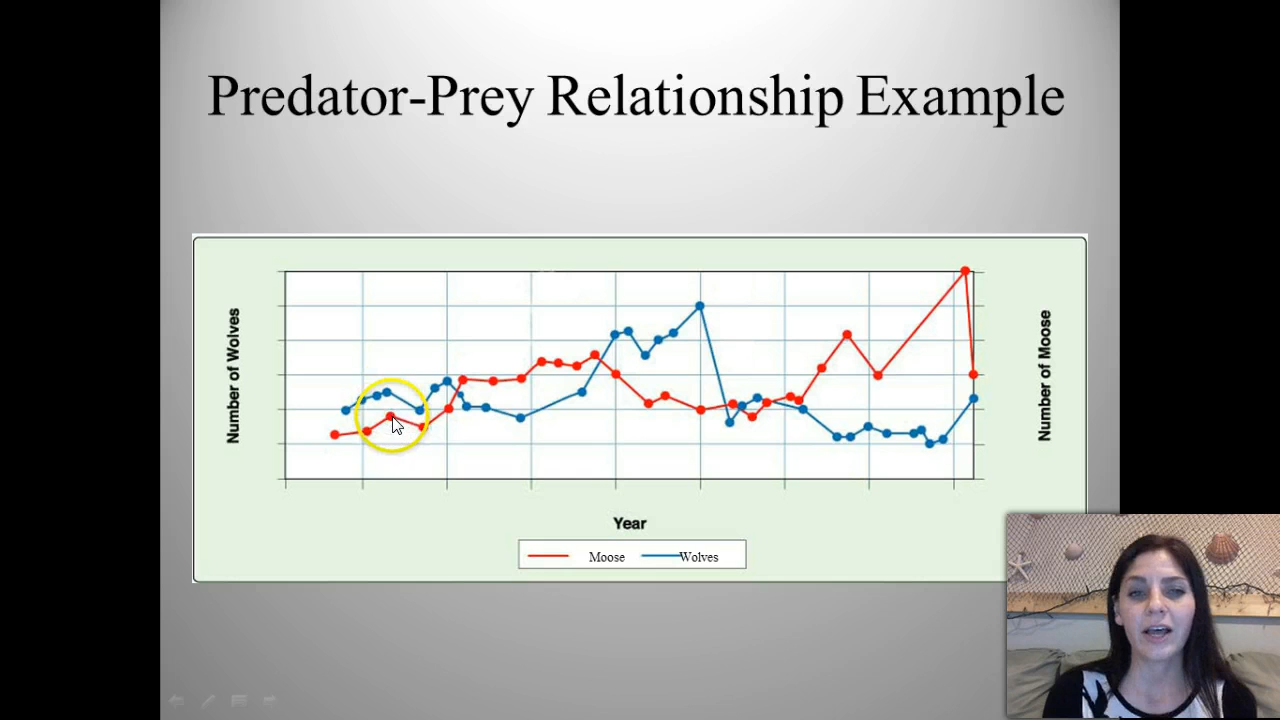 Predator-Prey Relationship Example
Number of Wolves
Number of Moose
Year
Moose
Wolves